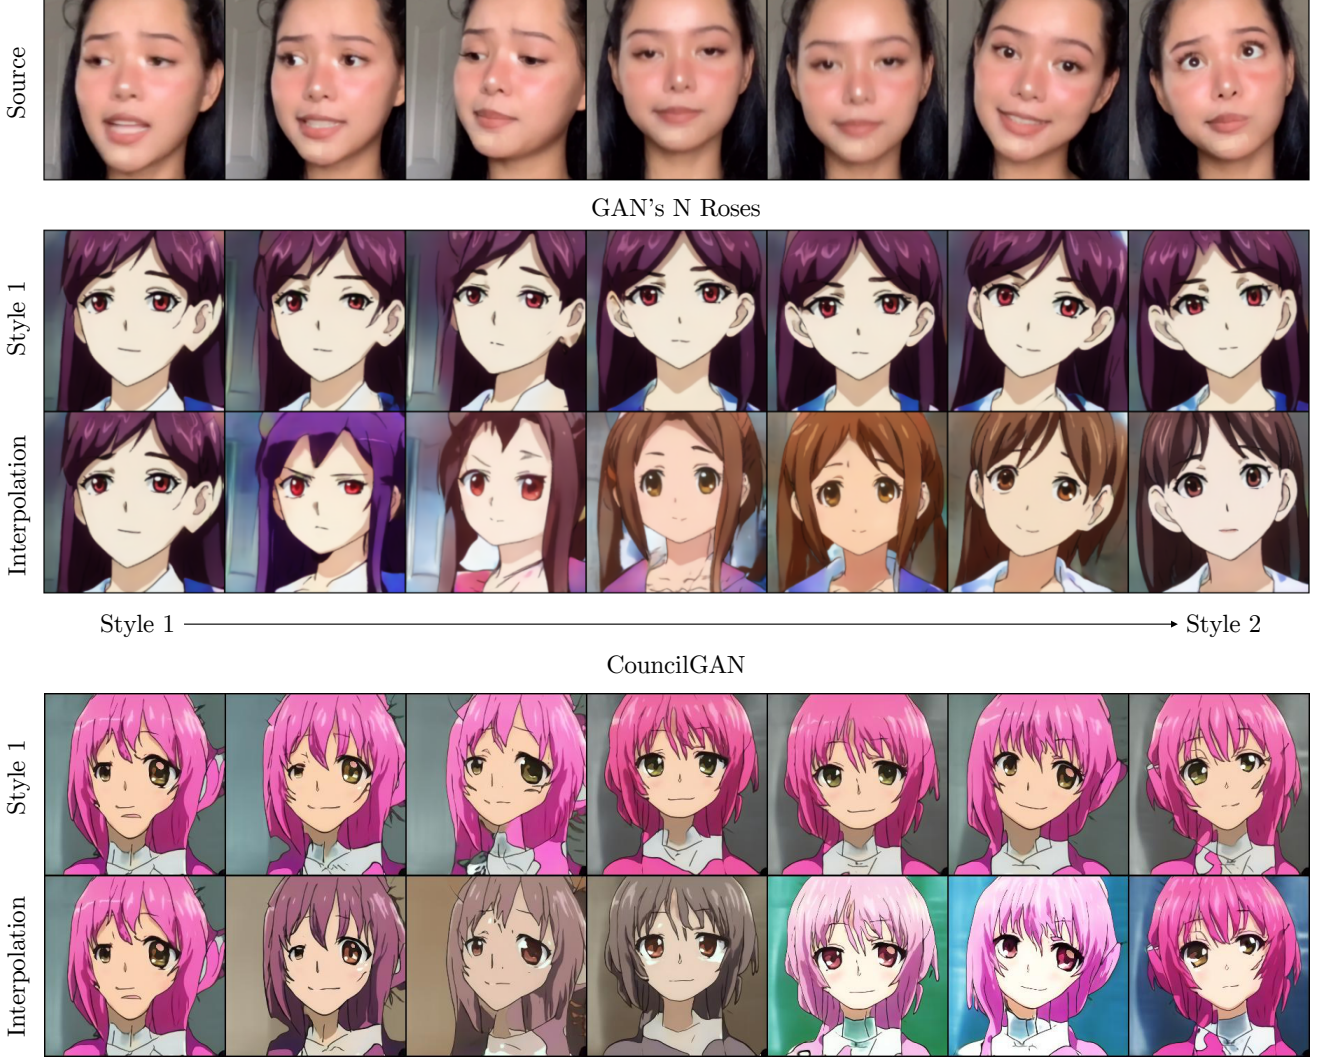 Source
GAN's N Roses
Style 1
Interpolation
Style 1
Style 2
CouncilGAN
Style 1
Interpolation